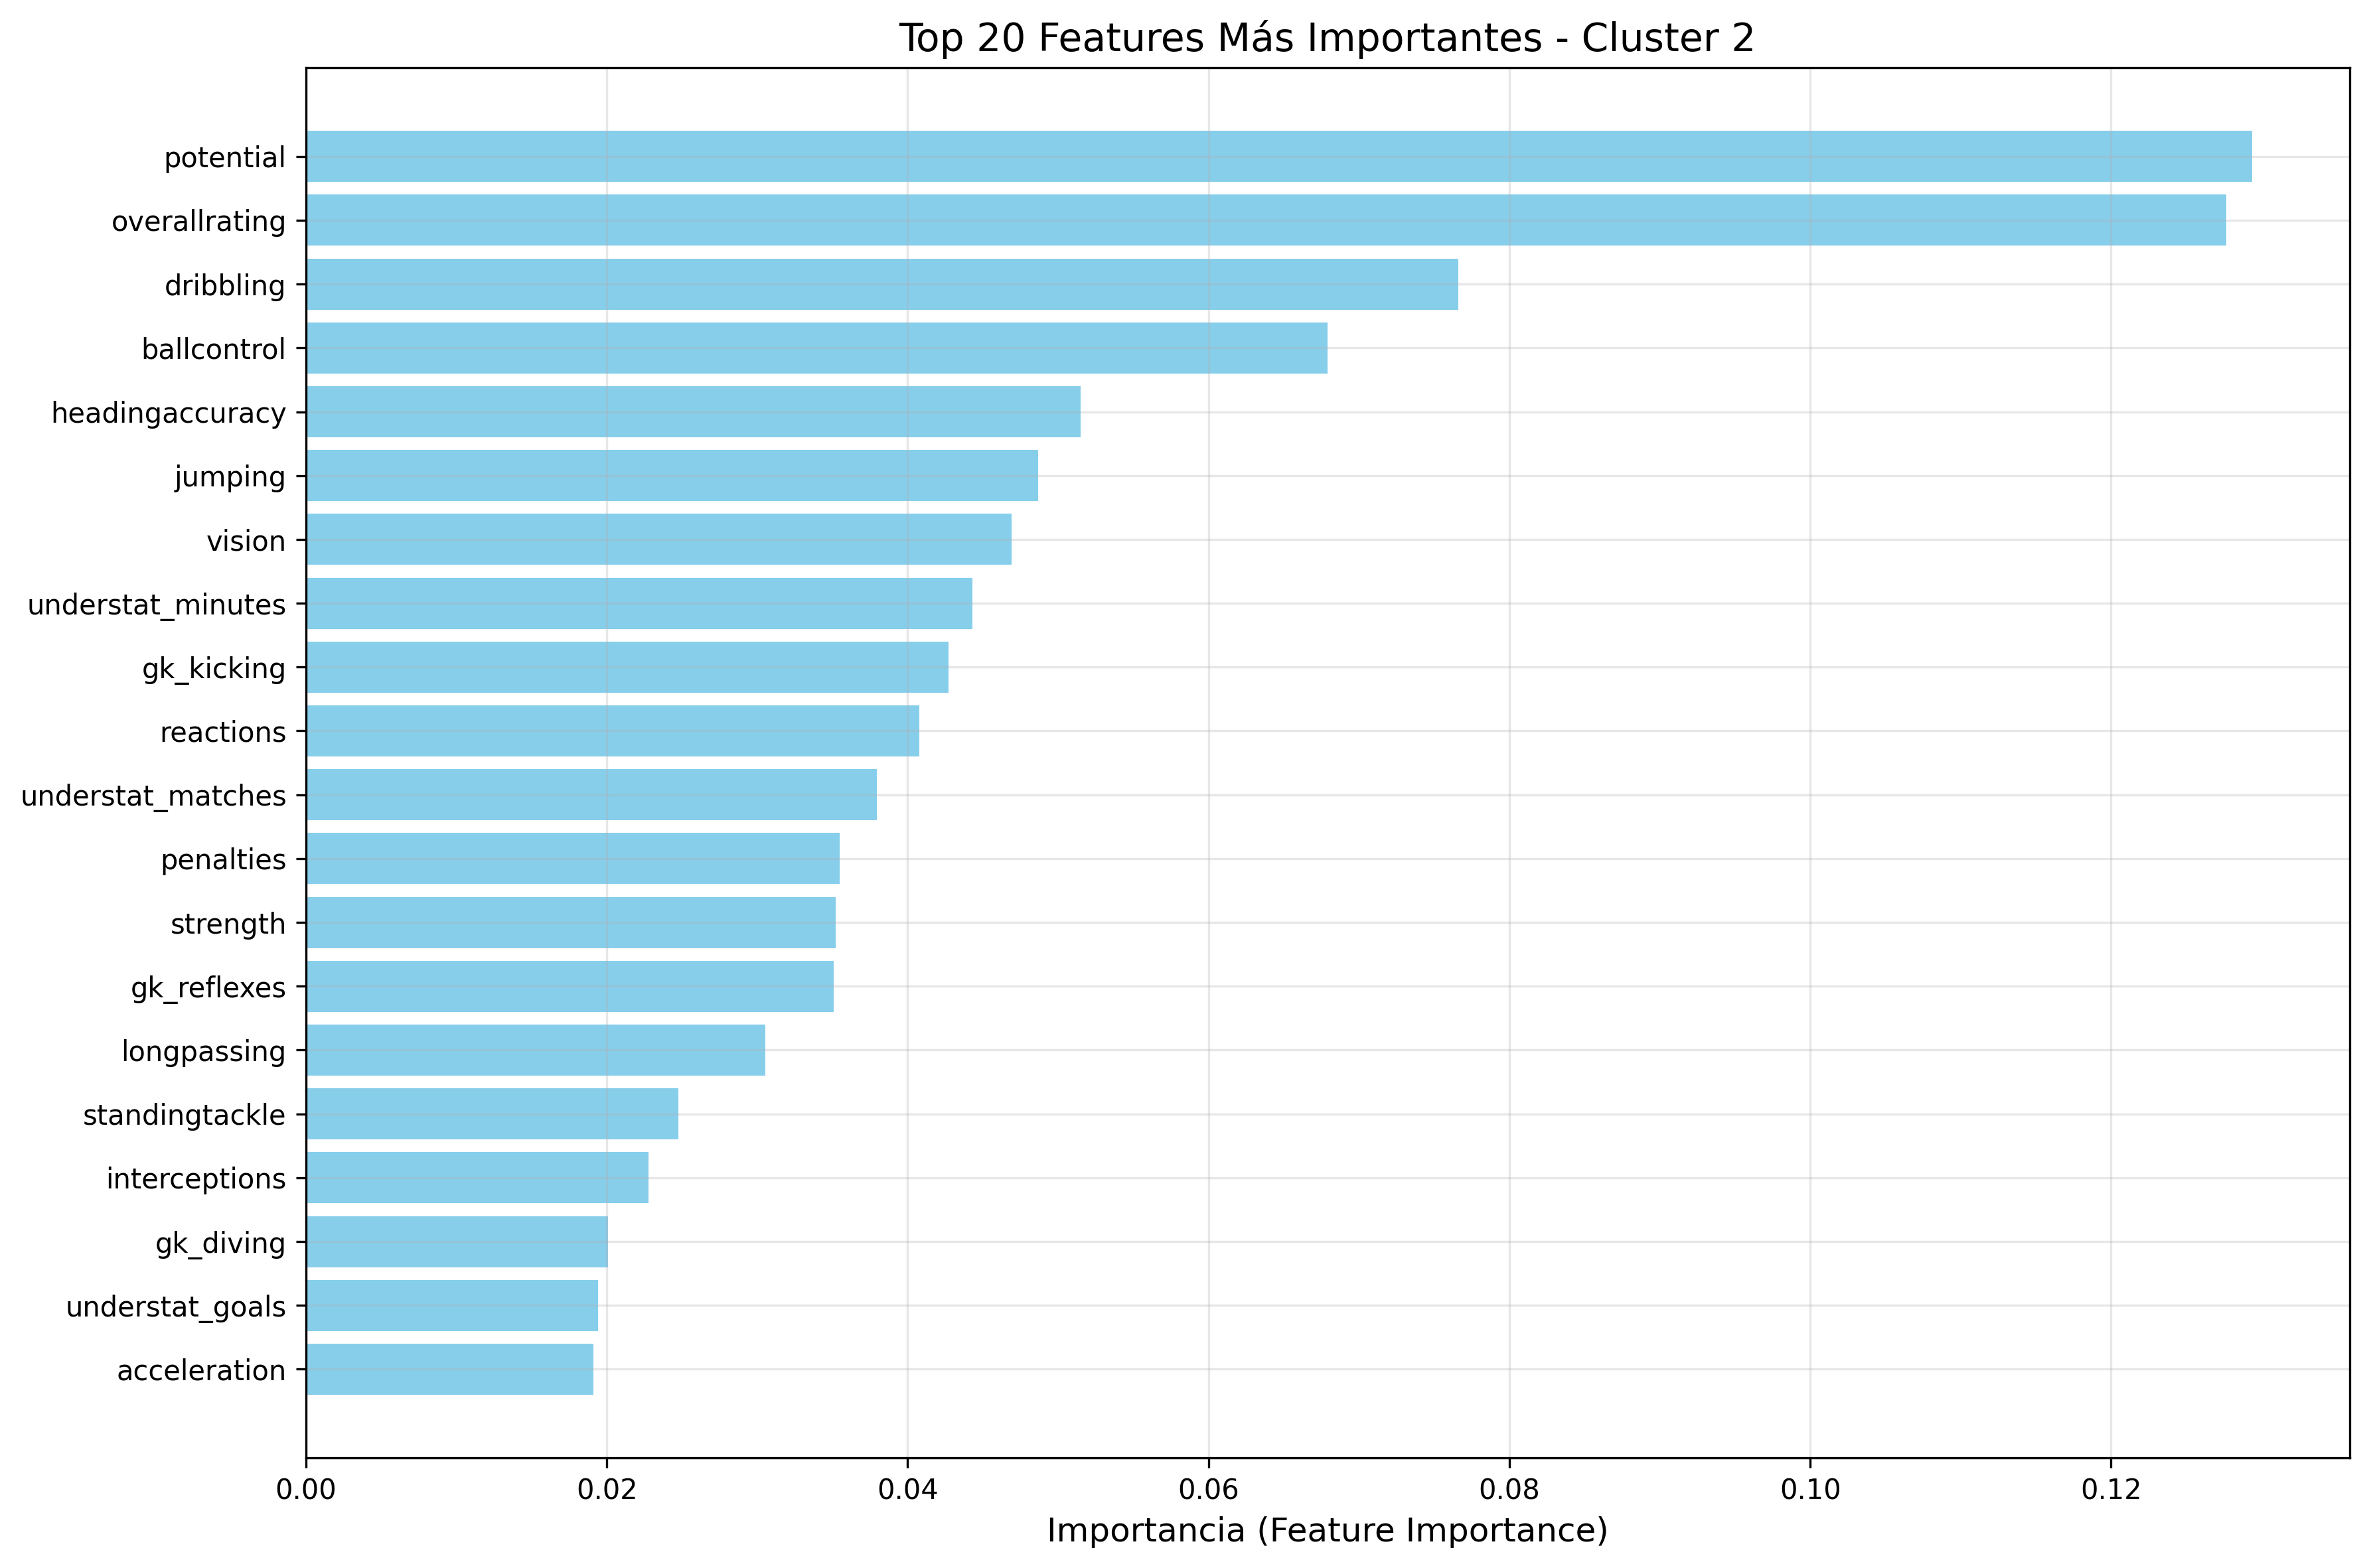 Top 20 Features Más Importantes - Cluster 2
potential
overallrating
dribbling
ballcontrol
headingaccuracy
jumping
vision
understat_minutes
gk_kicking
reactions
understat_matches
penalties
strength
gk_reflexes
longpassing
standingtackle
interceptions
gk_diving
understat_goals
acceleration
0.00 0.02 0.04 0.06 0.08 0.10 0.12
Importancia (Feature Importance)